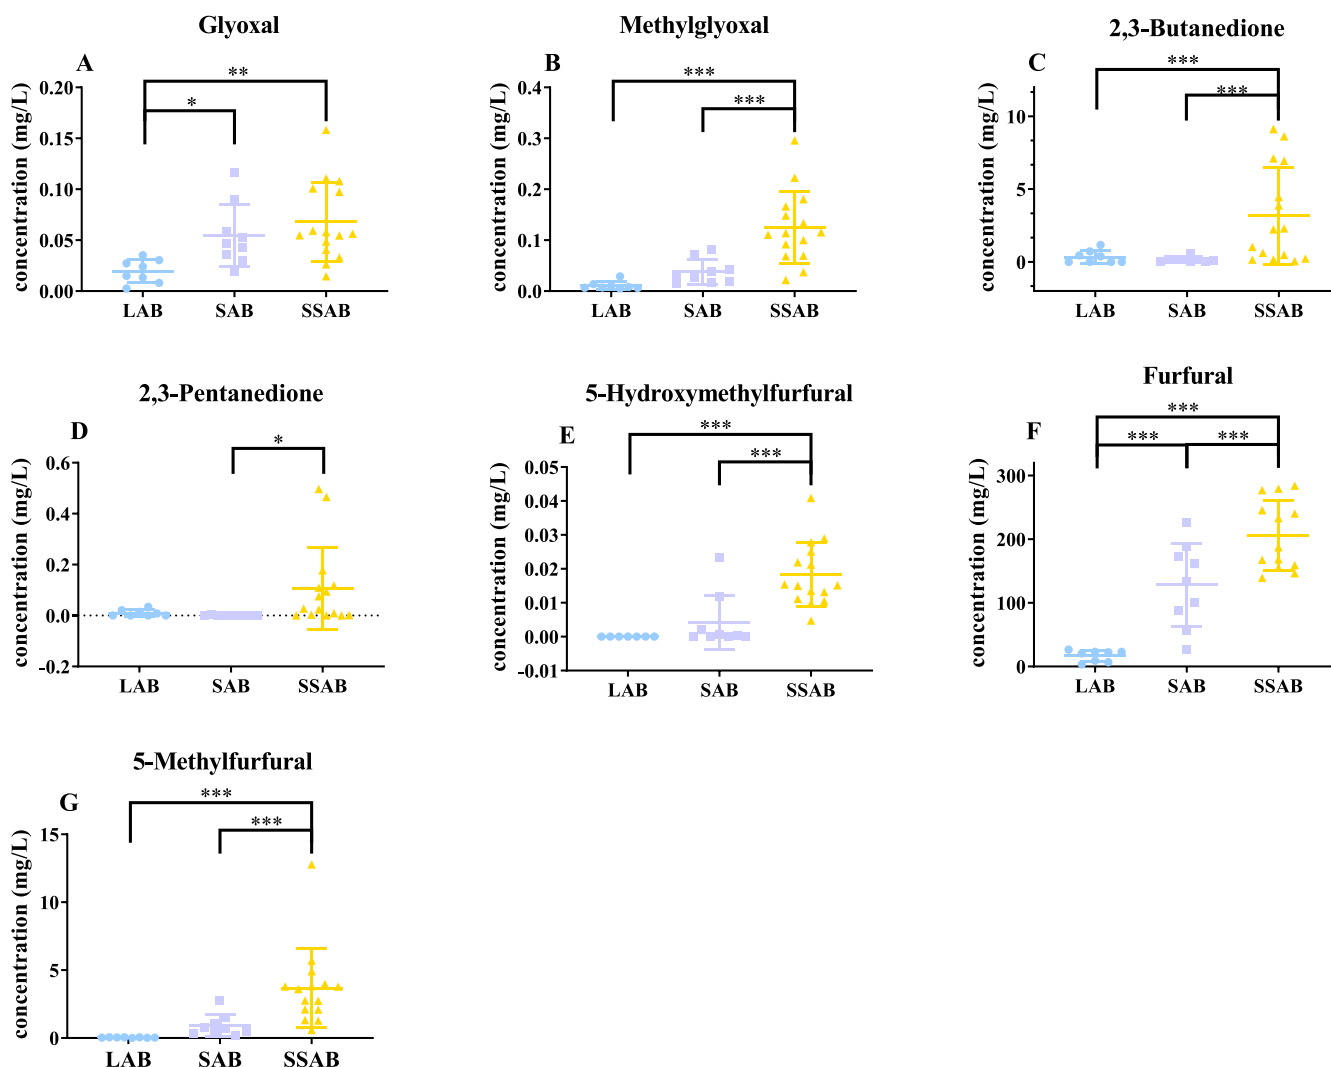 Glyoxal
A
**
*
concentration (mg/L)
0.20
0.15
0.10
0.05
0.00
LAB SAB SSAB
Methylglyoxal
B
***
***
concentration (mg/L)
0.4
0.3
0.2
0.1
0.0
LAB SAB SSAB
2,3-Butanedione
C
***
***
concentration (mg/L)
10
5
0
LAB SAB SSAB
2,3-Pentanedione
D
*
concentration (mg/L)
0.6
0.4
0.2
0.0
-0.2
LAB SAB SSAB
5-Hydroxymethylfurfural
E
***
***
concentration (mg/L)
0.05
0.04
0.03
0.02
0.01
0.00
-0.01
LAB SAB SSAB
Furfural
F
***
*** ***
concentration (mg/L)
300
200
100
0
LAB SAB SSAB
5-Methylfurfural
G
***
***
concentration (mg/L)
15
10
5
0
LAB SAB SSAB